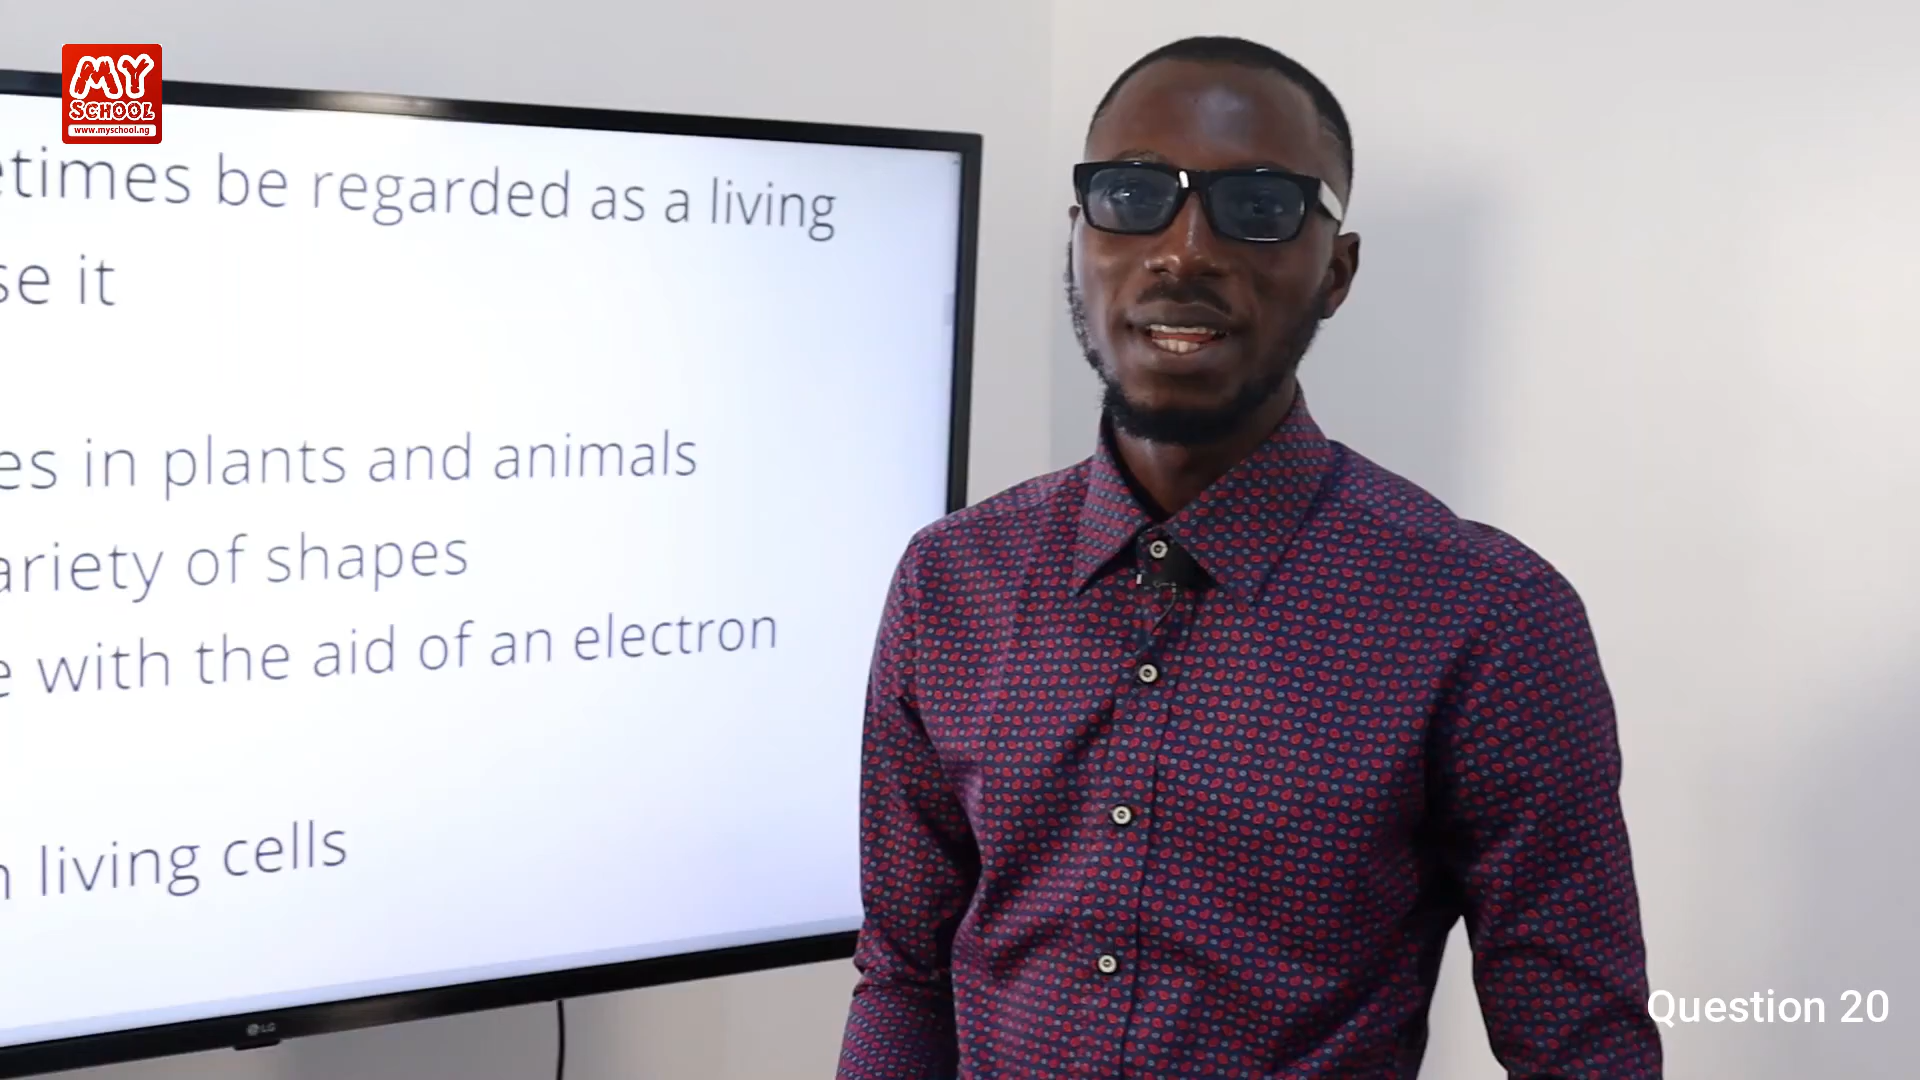 MY
SCHOOL
www.myschool.ng
etimes be regarded as a living
se it
es in plants and animals
ariety of shapes
e with the aid of an electron
n living cells
LG
Question 20